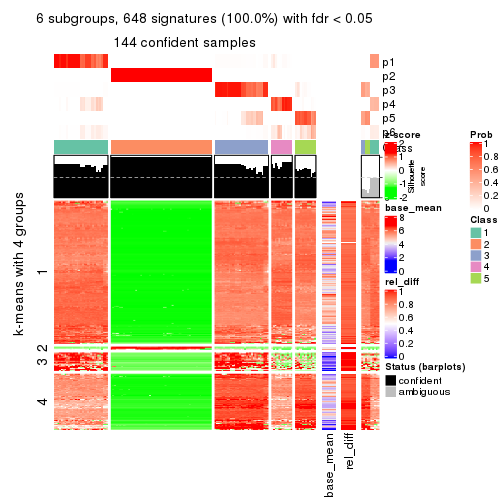 6 subgroups, 648 signatures (100.0%) with fdr < 0.05
144 confident samples
p1
p2
p3
p4
p5
p6
Class
Silhouette
score
k-means with 4 groups
1
2
3
4
base_mean
rel_diff
z-score
2
1
0
-1
-2
base_mean
8
6
4
2
0
rel_diff
1
0.8
0.6
0.4
0.2
0
Status (barplots)
confident
ambiguous
Prob
1
0.8
0.6
0.4
0.2
0
Class
1
2
3
4
5